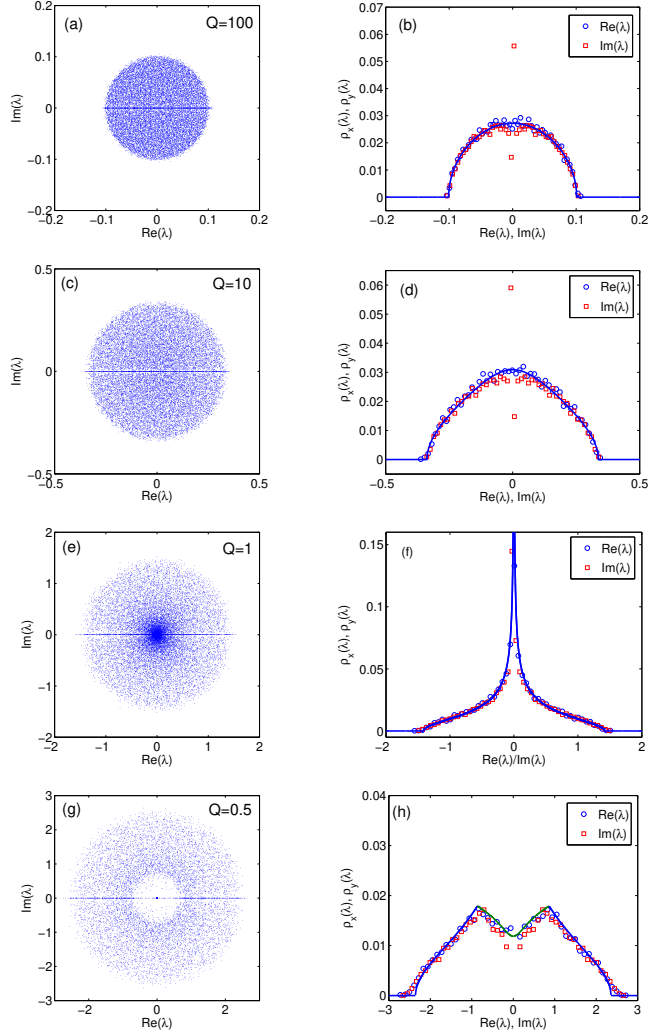 (a)
Q=100
0.2
0.1
0
−0.1
−0.2
Im(λ)
−0.2 −0.1 0 0.1 0.2
Re(λ)
(b)
Re(λ)
Im(λ)
0.06
0.05
0.04
0.03
0.02
0.01
0
ρx(λ), ρy(λ)
−0.2 −0.1 0 0.1 0.2
Re(λ), Im(λ)
(c)
Q=10
0.5
0
−0.5
Im(λ)
−0.5 0 0.5
Re(λ)
(d)
Re(λ)
Im(λ)
0.06
0.05
0.04
0.03
0.02
0.01
0
ρx(λ), ρy(λ)
−0.5 0 0.5
Re(λ), Im(λ)
(e)
Q=1
2
1
0
−1
−2
Im(λ)
−2 −1 0 1 2
Re(λ)
(f)
Re(λ)
Im(λ)
0.15
0.1
0.05
0
ρx(λ), ρy(λ)
−2 −1 0 1 2
Re(λ)/Im(λ)
(g)
Q=0.5
3
2
1
0
−1
−2
−3
Im(λ)
−2 0 2
Re(λ)
(h)
Re(λ)
Im(λ)
0.04
0.03
0.02
0.01
0
ρx(λ), ρy(λ)
−3 −2 −1 0 1 2 3
Re(λ), Im(λ)